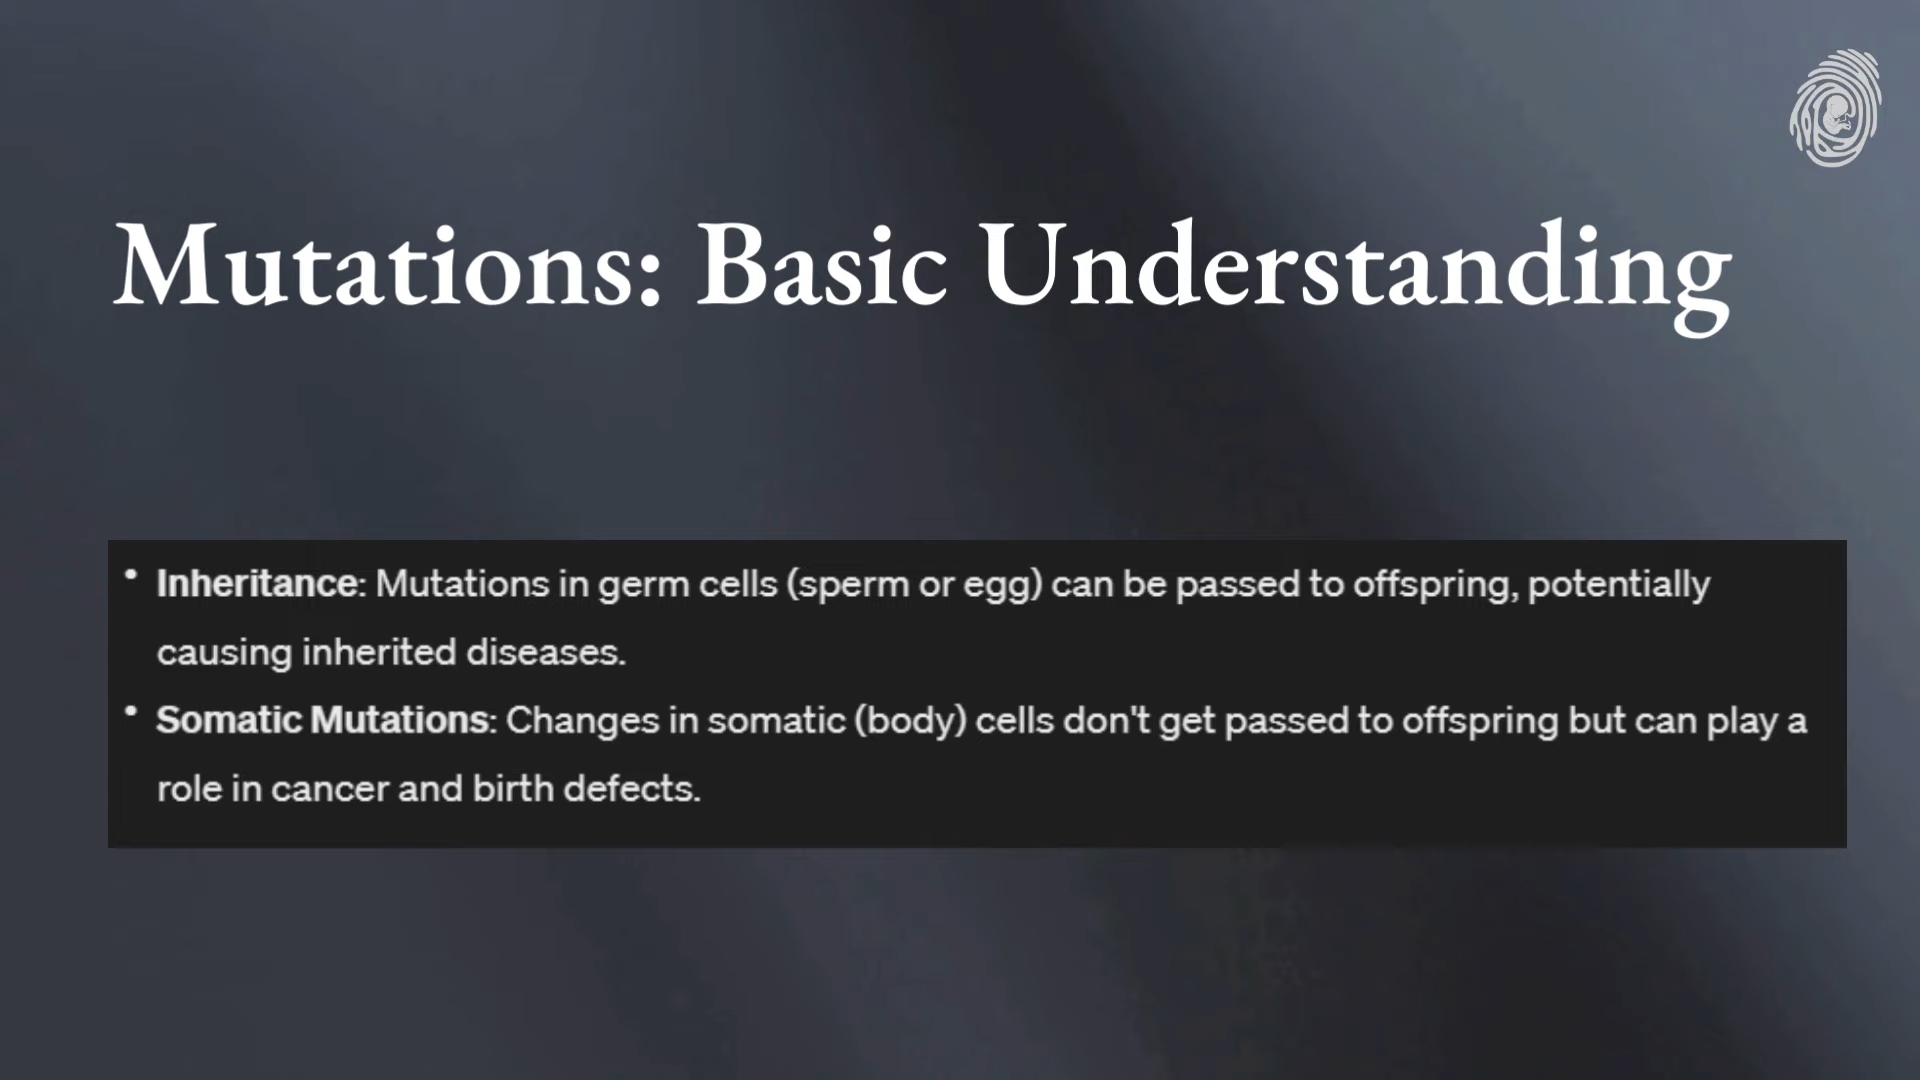 Mutations: Basic Understanding
• Inheritance: Mutations in germ cells (sperm or egg) can be passed to offspring, potentially
causing inherited diseases.
• Somatic Mutations: Changes in somatic (body) cells don't get passed to offspring but can play a
role in cancer and birth defects.